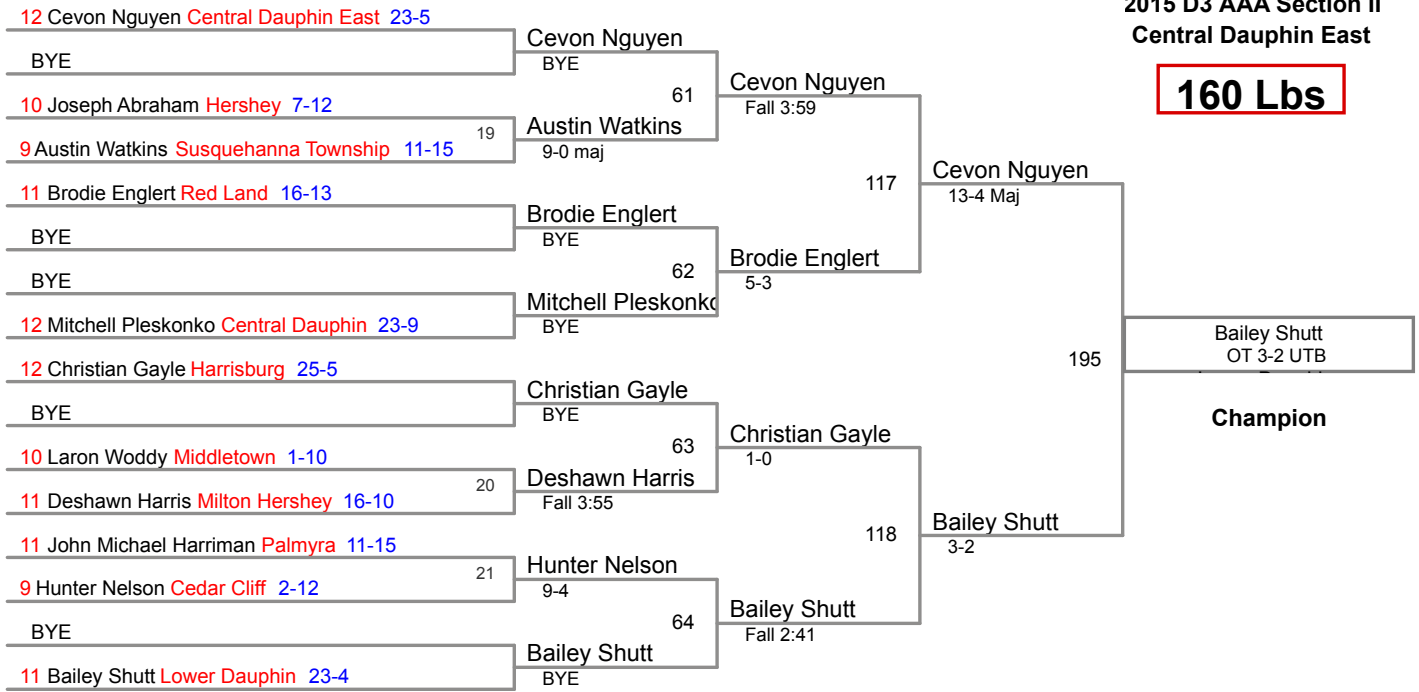 2015 D3 AAA Section II
Central Dauphin East
160 Lbs
12 Cevon Nguyen Central Dauphin East 23-5
BYE
10 Joseph Abraham Hershey 7-12
9 Austin Watkins Susquehanna Township 11-15
11 Brodie Englert Red Land 16-13
BYE
BYE
12 Mitchell Pleskonko Central Dauphin 23-9
12 Christian Gayle Harrisburg 25-5
BYE
10 Laron Woddy Middletown 1-10
11 Deshawn Harris Milton Hershey 16-10
11 John Michael Harriman Palmyra 11-15
9 Hunter Nelson Cedar Cliff 2-12
BYE
11 Bailey Shutt Lower Dauphin 23-4
19
20
21
Cevon Nguyen
BYE
Austin Watkins
9-0 maj
Brodie Englert
BYE
Mitchell Pleskonko
BYE
Christian Gayle
BYE
Deshawn Harris
Fall 3:55
Hunter Nelson
9-4
Bailey Shutt
BYE
61
62
63
64
Cevon Nguyen
Fall 3:59
Brodie Englert
5-3
Christian Gayle
1-0
Bailey Shutt
Fall 2:41
117
118
Cevon Nguyen
13-4 Maj
Bailey Shutt
3-2
195
Bailey Shutt
OT 3-2 UTB
Champion